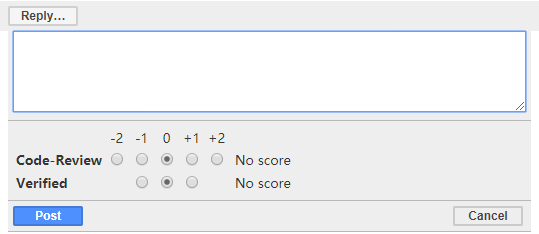 Reply...
-2 -1 0 +1 +2
Code-Review No score
Verified No score
Post Cancel